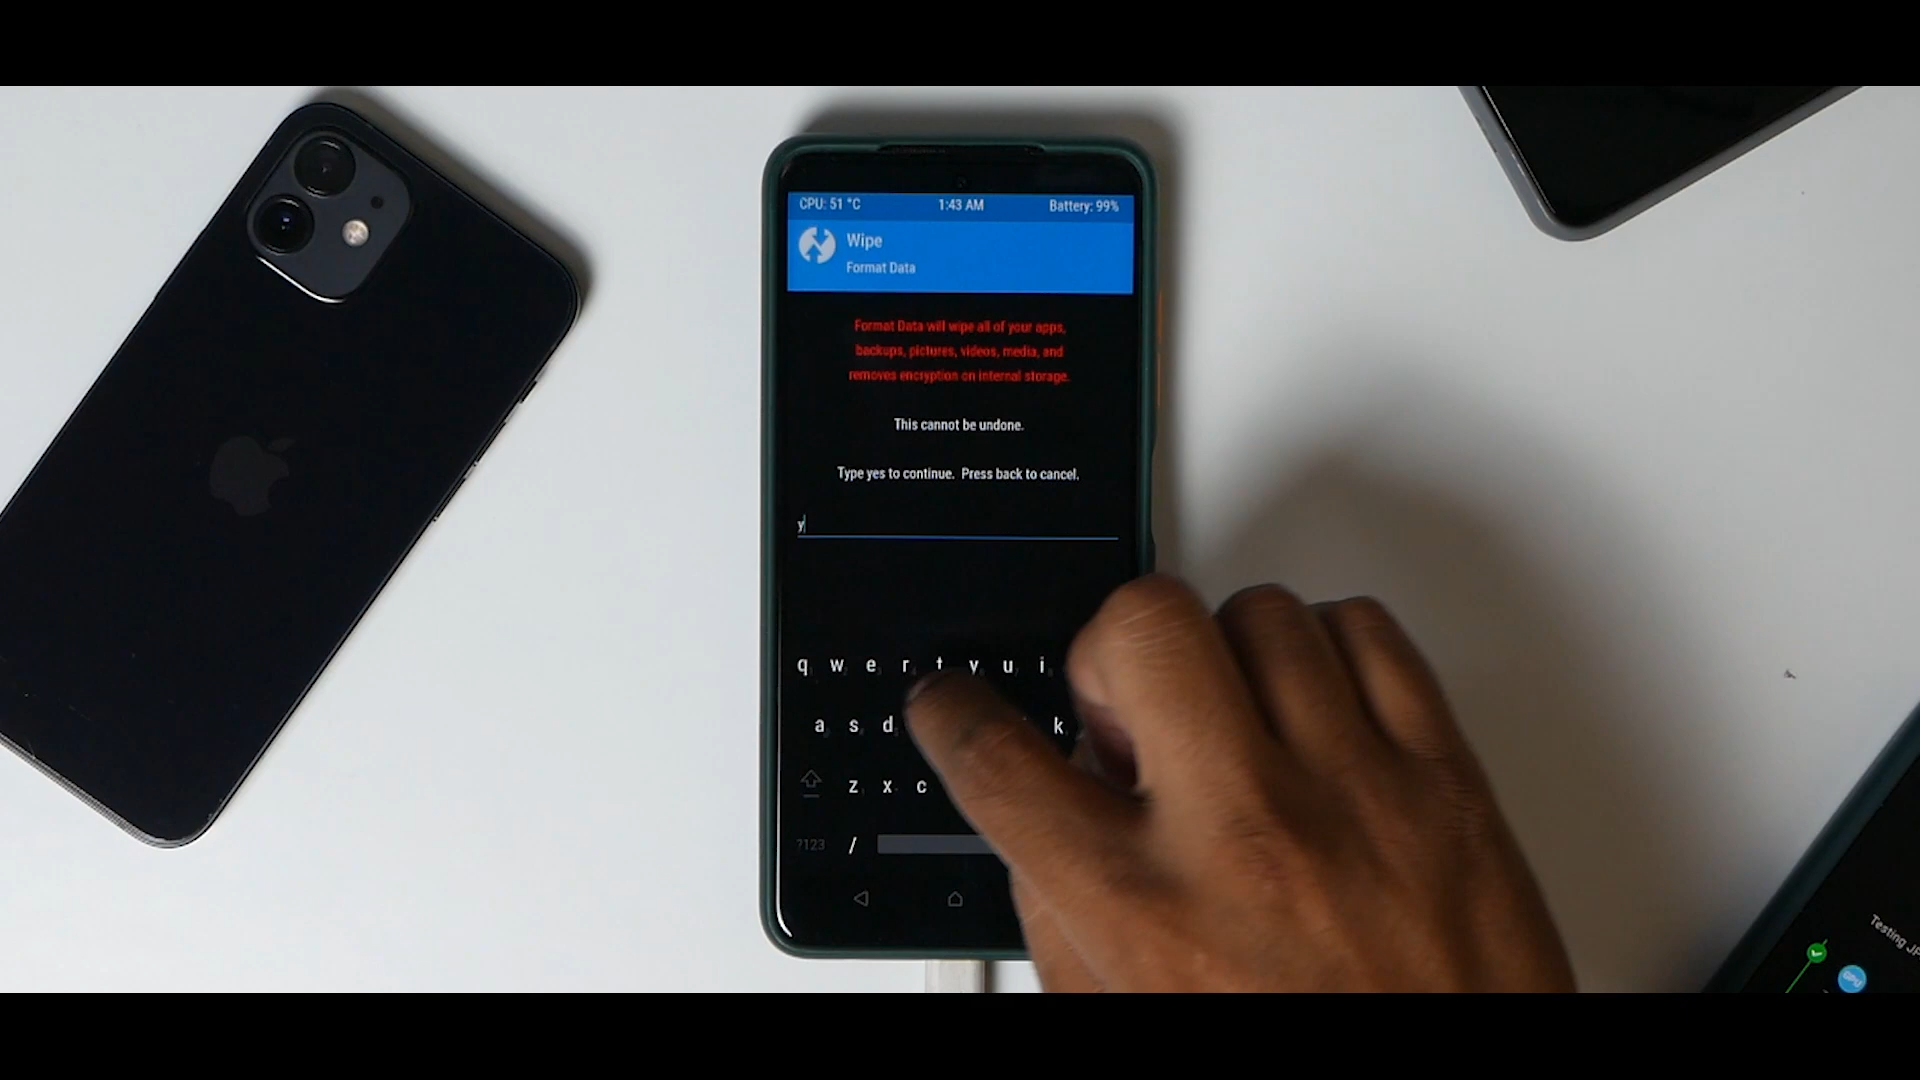 CPU: 51 °C 1:43 AM Battery: 99%
Wipe
Format Data
Format Data will wipe all of your apps,
backups, pictures, videos, media, and
removes encryption on internal storage.
This cannot be undone.
Type yes to continue. Press back to cancel.
y
q w e r t y u i
a s d k
z x c
?123 /
Testing